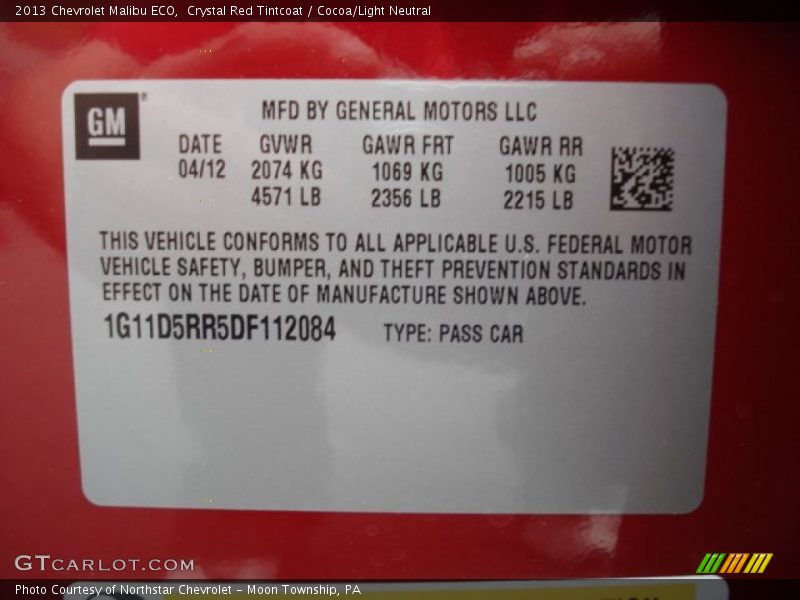 2013 Chevrolet Malibu ECO, Crystal Red Tintcoat / Cocoa/Light Neutral
GM
MFD BY GENERAL MOTORS LLC
DATE GVWR GAWR FRT GAWR RR
04/12 2074 KG 1069 KG 1005 KG
4571 LB 2356 LB 2215 LB
THIS VEHICLE CONFORMS TO ALL APPLICABLE U.S. FEDERAL MOTOR
VEHICLE SAFETY, BUMPER, AND THEFT PREVENTION STANDARDS IN
EFFECT ON THE DATE OF MANUFACTURE SHOWN ABOVE.
1G11D5RR5DF112084 TYPE: PASS CAR
GTCARLOT.COM
Photo Courtesy of Northstar Chevrolet - Moon Township, PA